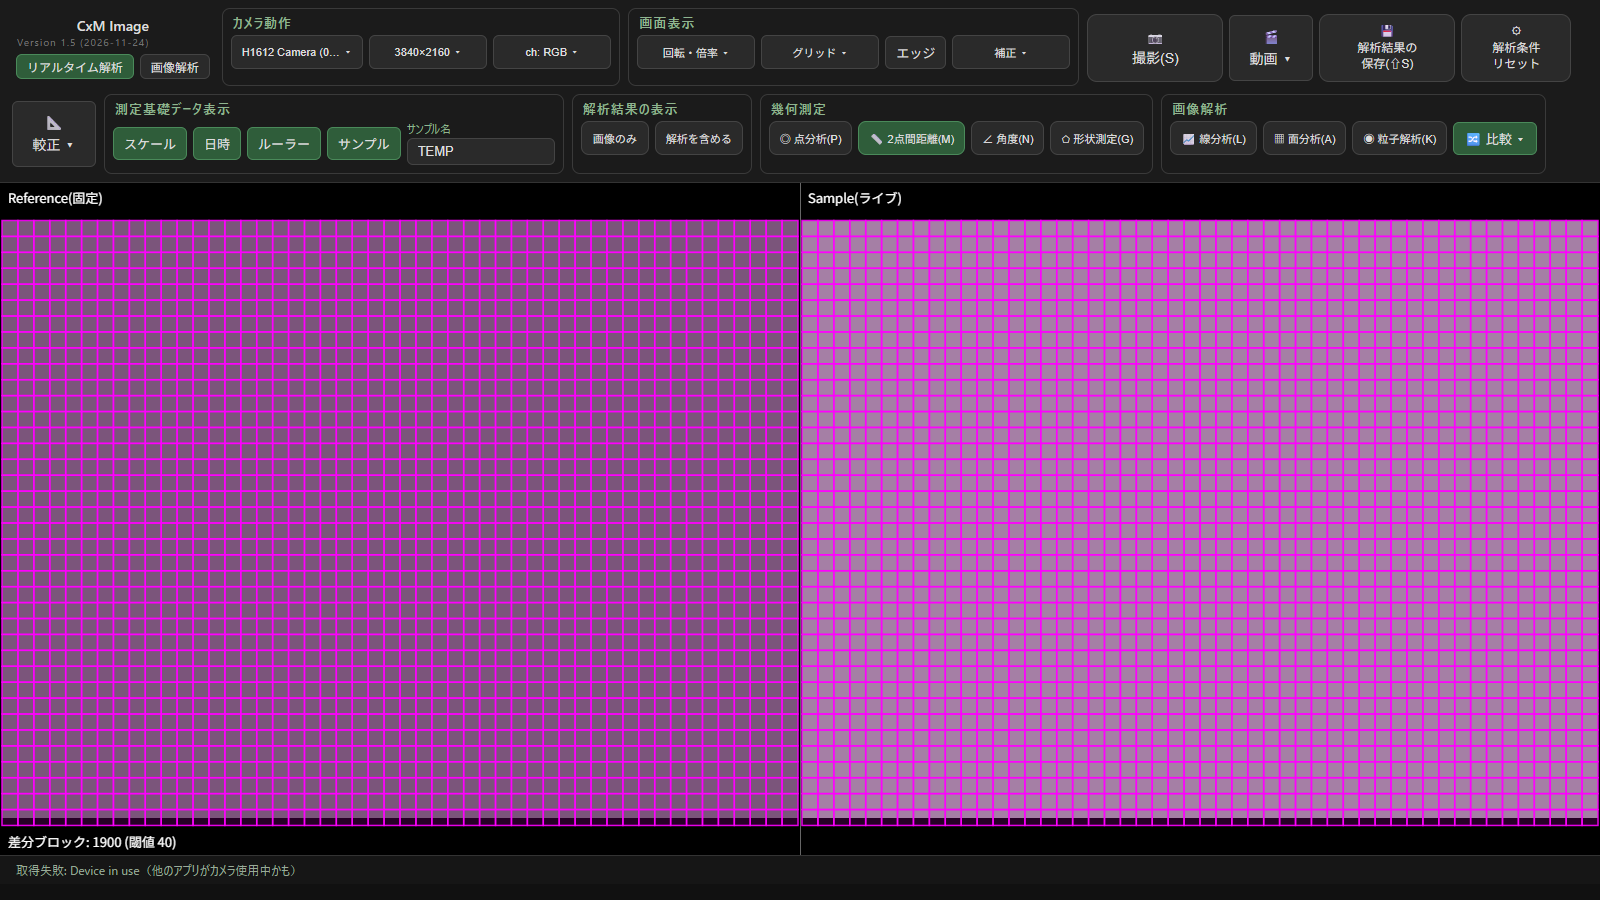 CxM Image
Version 1.5 (2026-11-24)
リアルタイム解析
画像解析
カメラ動作
H1612 Camera (0...
3840×2160
ch: RGB
画面表示
回転・倍率
グリッド
エッジ
補正
撮影(S)
動画
解析結果の
保存(⇧S)
解析条件
リセット
較正
測定基礎データ表示
スケール
日時
ルーラー
サンプル
サンプル名
TEMP
解析結果の表示
画像のみ
解析を含める
幾何測定
◎ 点分析(P)
2点間距離(M)
∠ 角度(N)
形状測定(G)
画像解析
線分析(L)
面分析(A)
◉ 粒子解析(K)
比較
Reference(固定)
Sample(ライブ)
差分ブロック: 1900 (閾値 40)
取得失敗: Device in use（他のアプリがカメラ使用中かも）